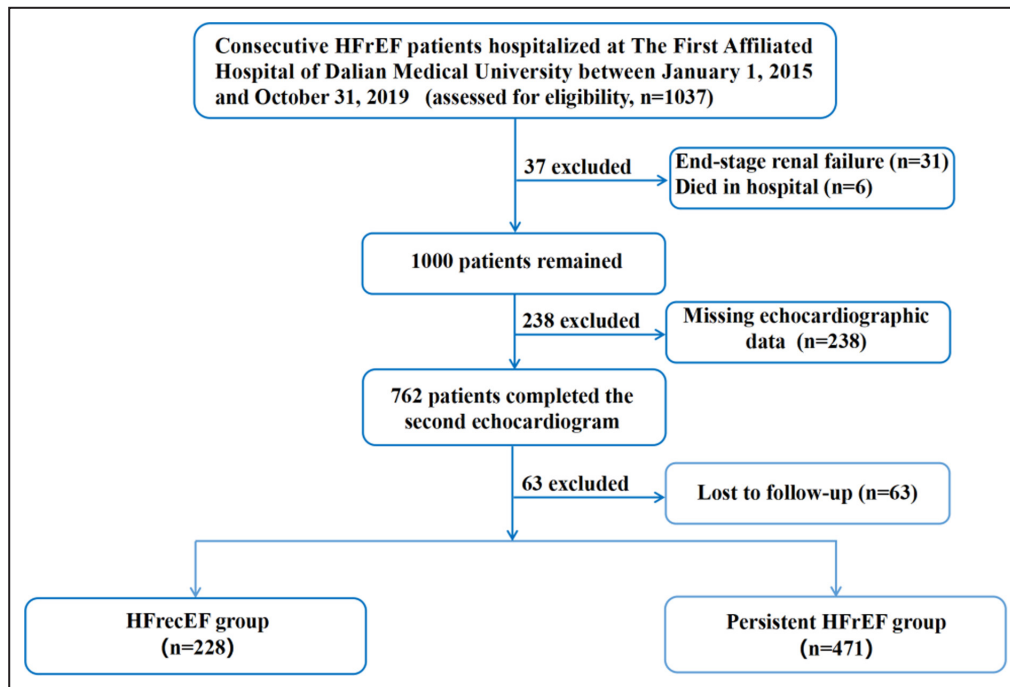 Consecutive HFrEF patients hospitalized at The First Affiliated
Hospital of Dalian Medical University between January 1, 2015
and October 31, 2019 (assessed for eligibility, n=1037)
37 excluded
End-stage renal failure (n=31)
Died in hospital (n=6)
1000 patients remained
238 excluded
Missing echocardiographic
data (n=238)
762 patients completed the
second echocardiogram
63 excluded
Lost to follow-up (n=63)
HFrecEF group
(n=228)
Persistent HFrEF group
(n=471)